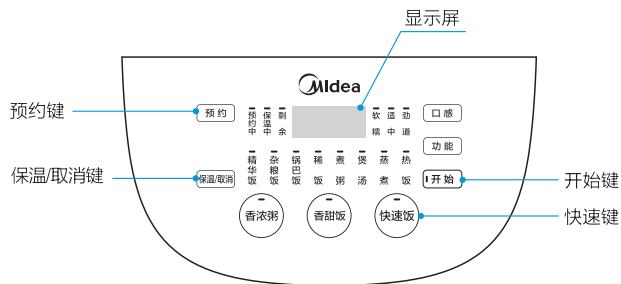 显示屏
Midea
预约键
预约
预约中
保温中
剩余
软糯
适中
劲道
口感
功能
保温/取消键
保温/取消
精华饭
杂粮饭
锅巴饭
稀饭
煮粥
煲汤
蒸煮
热饭
开始
开始键
香浓粥
香甜饭
快速饭
快速键